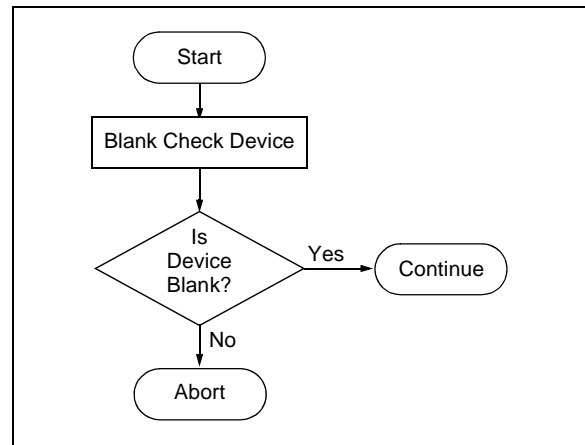 Start
Blank Check Device
Is
Device
Blank?
Yes
Continue
No
Abort